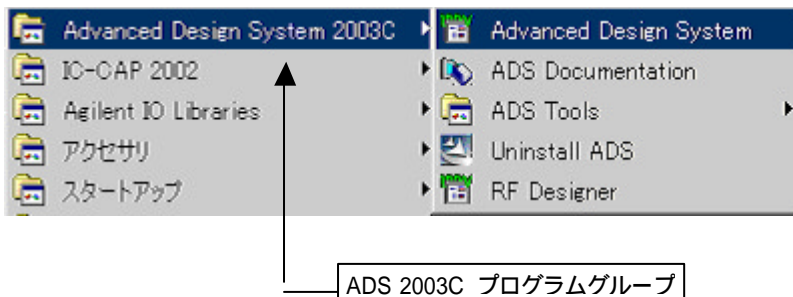 Advanced Design System 2003C
IC-CAP 2002
Agilent IO Libraries
アクセサリ
スタートアップ
Advanced Design System
ADS Documentation
ADS Tools
Uninstall ADS
RF Designer
ADS 2003C プログラムグループ